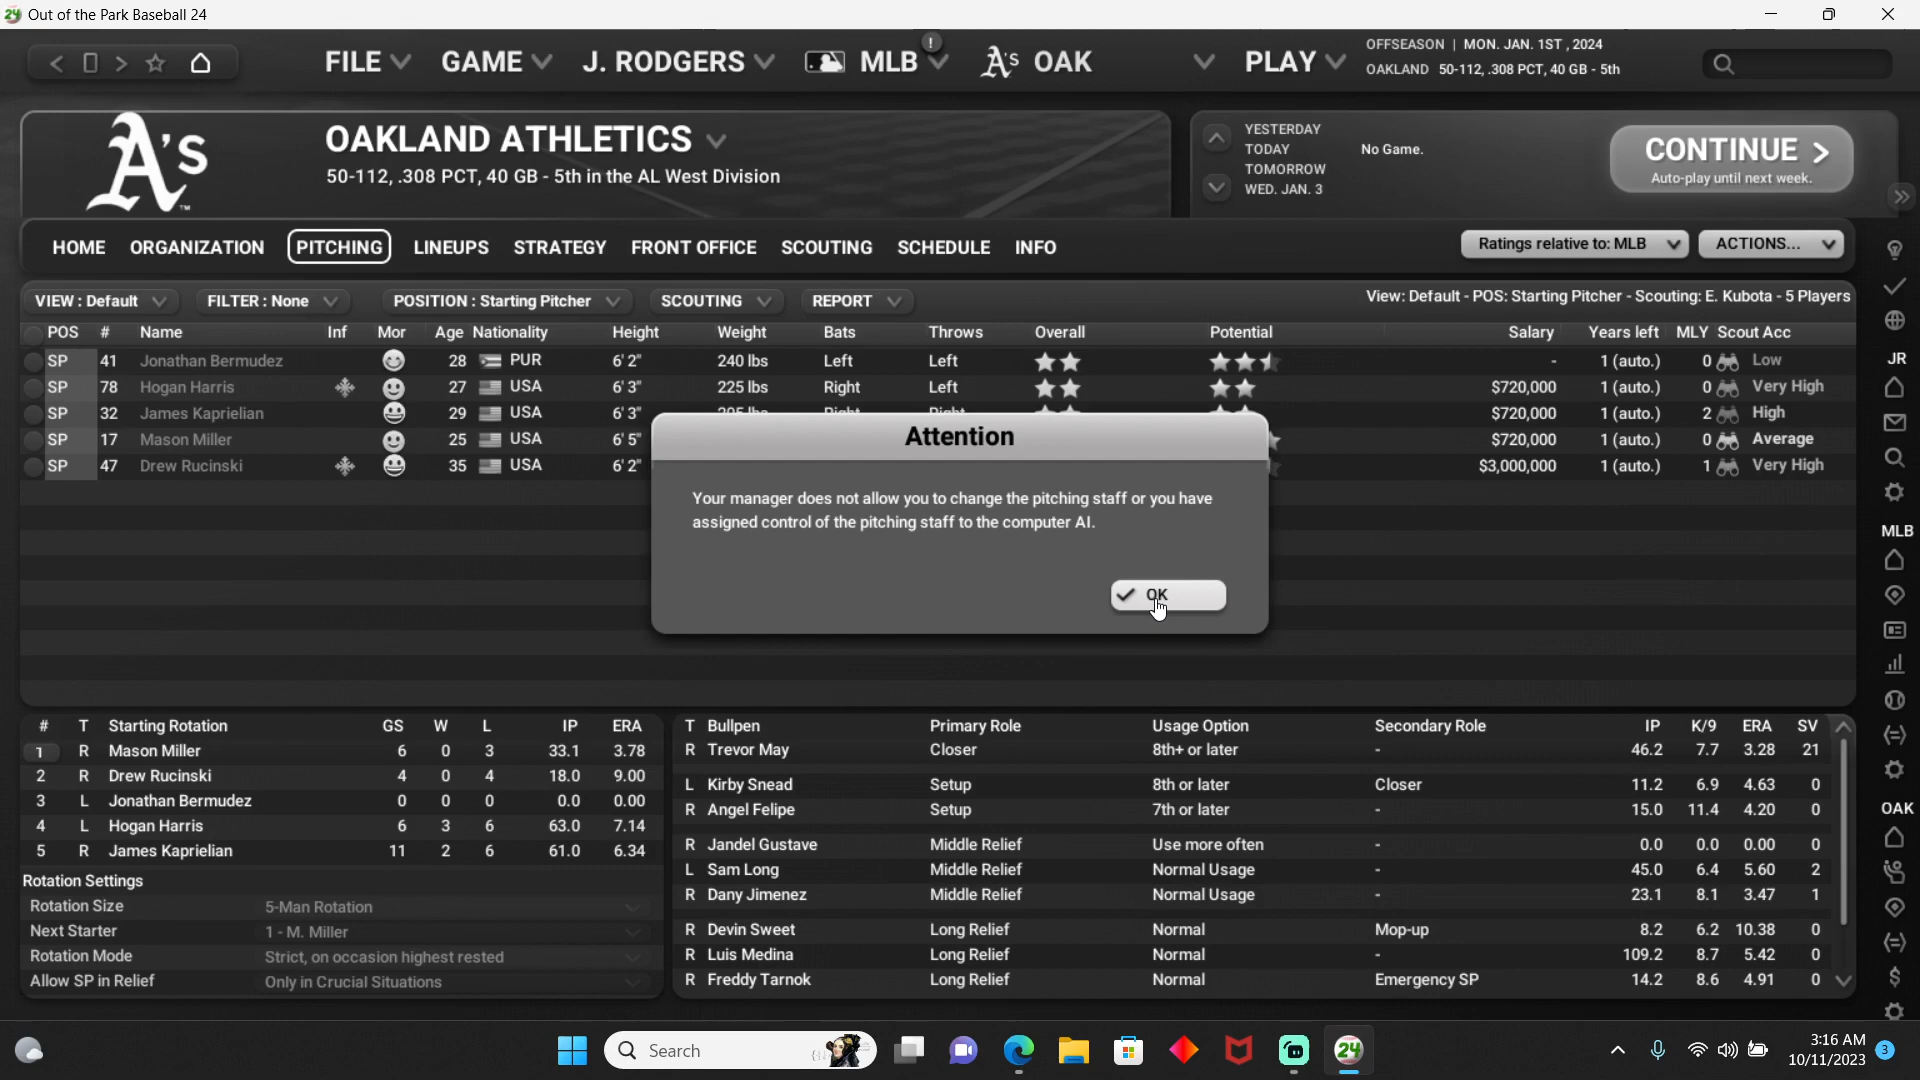 Out of the Park Baseball 24
FILE GAME J. RODGERS MLB ! A's OAK PLAY
OFFSEASON | MON. JAN. 1ST , 2024
OAKLAND 50-112, .308 PCT, 40 GB - 5th
A's
OAKLAND ATHLETICS
50-112, .308 PCT, 40 GB - 5th in the AL West Division
YESTERDAY
TODAY No Game.
TOMORROW
WED. JAN. 3
CONTINUE >
Auto-play until next week.
HOME ORGANIZATION PITCHING LINEUPS STRATEGY FRONT OFFICE SCOUTING SCHEDULE INFO
Ratings relative to: MLB ACTIONS...
VIEW : Default FILTER : None POSITION : Starting Pitcher SCOUTING REPORT
View: Default - POS: Starting Pitcher - Scouting: E. Kubota - 5 Players
POS # Name Inf Mor Age Nationality Height Weight Bats Throws Overall Potential Salary Years left MLY Scout Acc
SP 41 Jonathan Bermudez 28 PUR 6' 2" 240 lbs Left Left - 1 (auto.) 0 Low
SP 78 Hogan Harris 27 USA 6' 3" 225 lbs Right Left $720,000 1 (auto.) 0 Very High
SP 32 James Kaprielian 29 USA 6' 3" $720,000 1 (auto.) 2 High
SP 17 Mason Miller 25 USA 6' 5" $720,000 1 (auto.) 0 Average
SP 47 Drew Rucinski 35 USA 6' 2" $3,000,000 1 (auto.) 1 Very High
Attention
Your manager does not allow you to change the pitching staff or you have
assigned control of the pitching staff to the computer AI.
OK
# T Starting Rotation GS W L IP ERA
1 R Mason Miller 6 0 3 33.1 3.78
2 R Drew Rucinski 4 0 4 18.0 9.00
3 L Jonathan Bermudez 0 0 0 0.0 0.00
4 L Hogan Harris 6 3 6 63.0 7.14
5 R James Kaprielian 11 2 6 61.0 6.34
Rotation Settings
Rotation Size 5-Man Rotation
Next Starter 1 - M. Miller
Rotation Mode Strict, on occasion highest rested
Allow SP in Relief Only in Crucial Situations
T Bullpen Primary Role Usage Option Secondary Role IP K/9 ERA SV
R Trevor May Closer 8th+ or later - 46.2 7.7 3.28 21
L Kirby Snead Setup 8th or later Closer 11.2 6.9 4.63 0
R Angel Felipe Setup 7th or later - 15.0 11.4 4.20 0
R Jandel Gustave Middle Relief Use more often - 0.0 0.0 0.00 0
L Sam Long Middle Relief Normal Usage - 45.0 6.4 5.60 2
R Dany Jimenez Middle Relief Normal Usage - 23.1 8.1 3.47 1
R Devin Sweet Long Relief Normal Mop-up 8.2 6.2 10.38 0
R Luis Medina Long Relief Normal - 109.2 8.7 5.42 0
R Freddy Tarnok Long Relief Normal Emergency SP 14.2 8.6 4.91 0
JR
MLB
OAK
Search
24
3:16 AM
10/11/2023
3